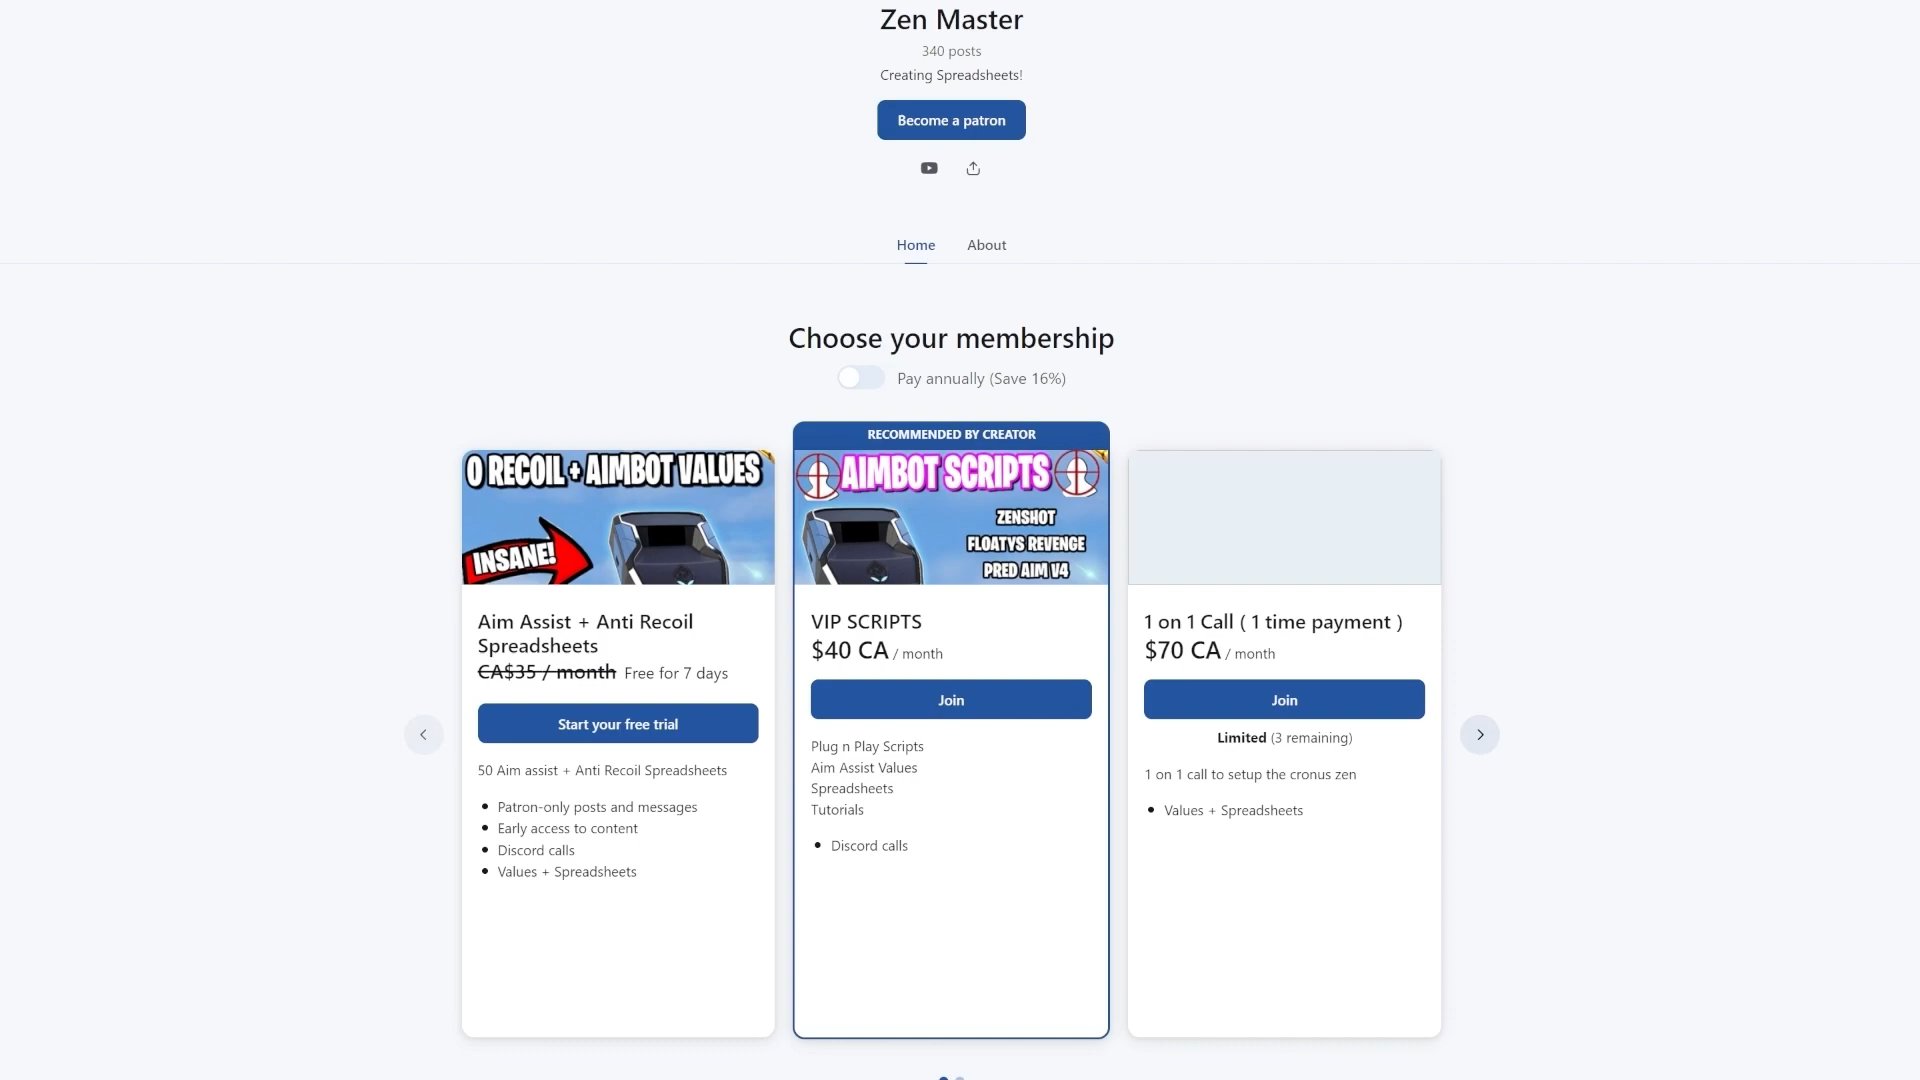 Zen Master
340 posts
Creating Spreadsheets!
Become a patron
Home
About
Choose your membership
Pay annually (Save 16%)
0 RECOIL + AIMBOT VALUES
INSANE!
Aim Assist + Anti Recoil
Spreadsheets
CA$35 / month Free for 7 days
Start your free trial
50 Aim assist + Anti Recoil Spreadsheets
Patron-only posts and messages
Early access to content
Discord calls
Values + Spreadsheets
RECOMMENDED BY CREATOR
AIMBOT SCRIPTS
ZENSHOT
FLOATYS REVENGE
PRED AIM V4
VIP SCRIPTS
$40 CA / month
Join
Plug n Play Scripts
Aim Assist Values
Spreadsheets
Tutorials
Discord calls
1 on 1 Call ( 1 time payment )
$70 CA / month
Join
Limited (3 remaining)
1 on 1 call to setup the cronus zen
Values + Spreadsheets